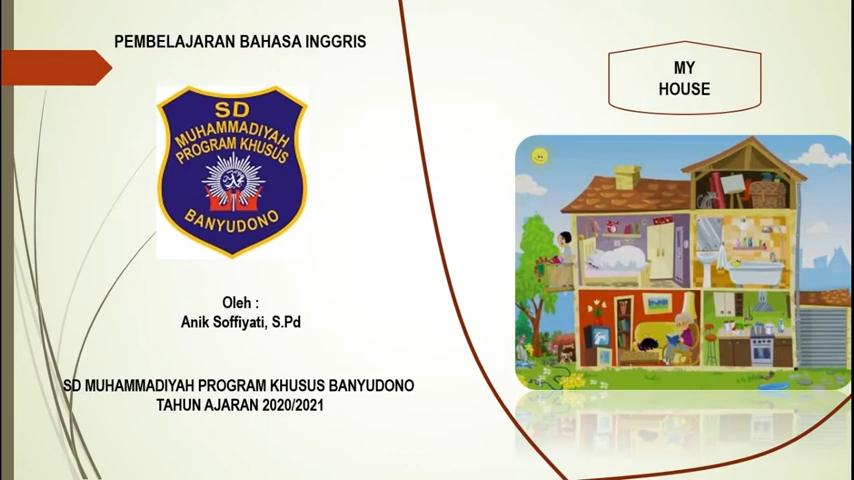 PEMBELAJARAN BAHASA INGGRIS
SD
MUHAMMADIYAH
PROGRAM KHUSUS
BANYUDONO
Oleh :
Anik Soffiyati, S.Pd
SD MUHAMMADIYAH PROGRAM KHUSUS BANYUDONO
TAHUN AJARAN 2020/2021
MY
HOUSE